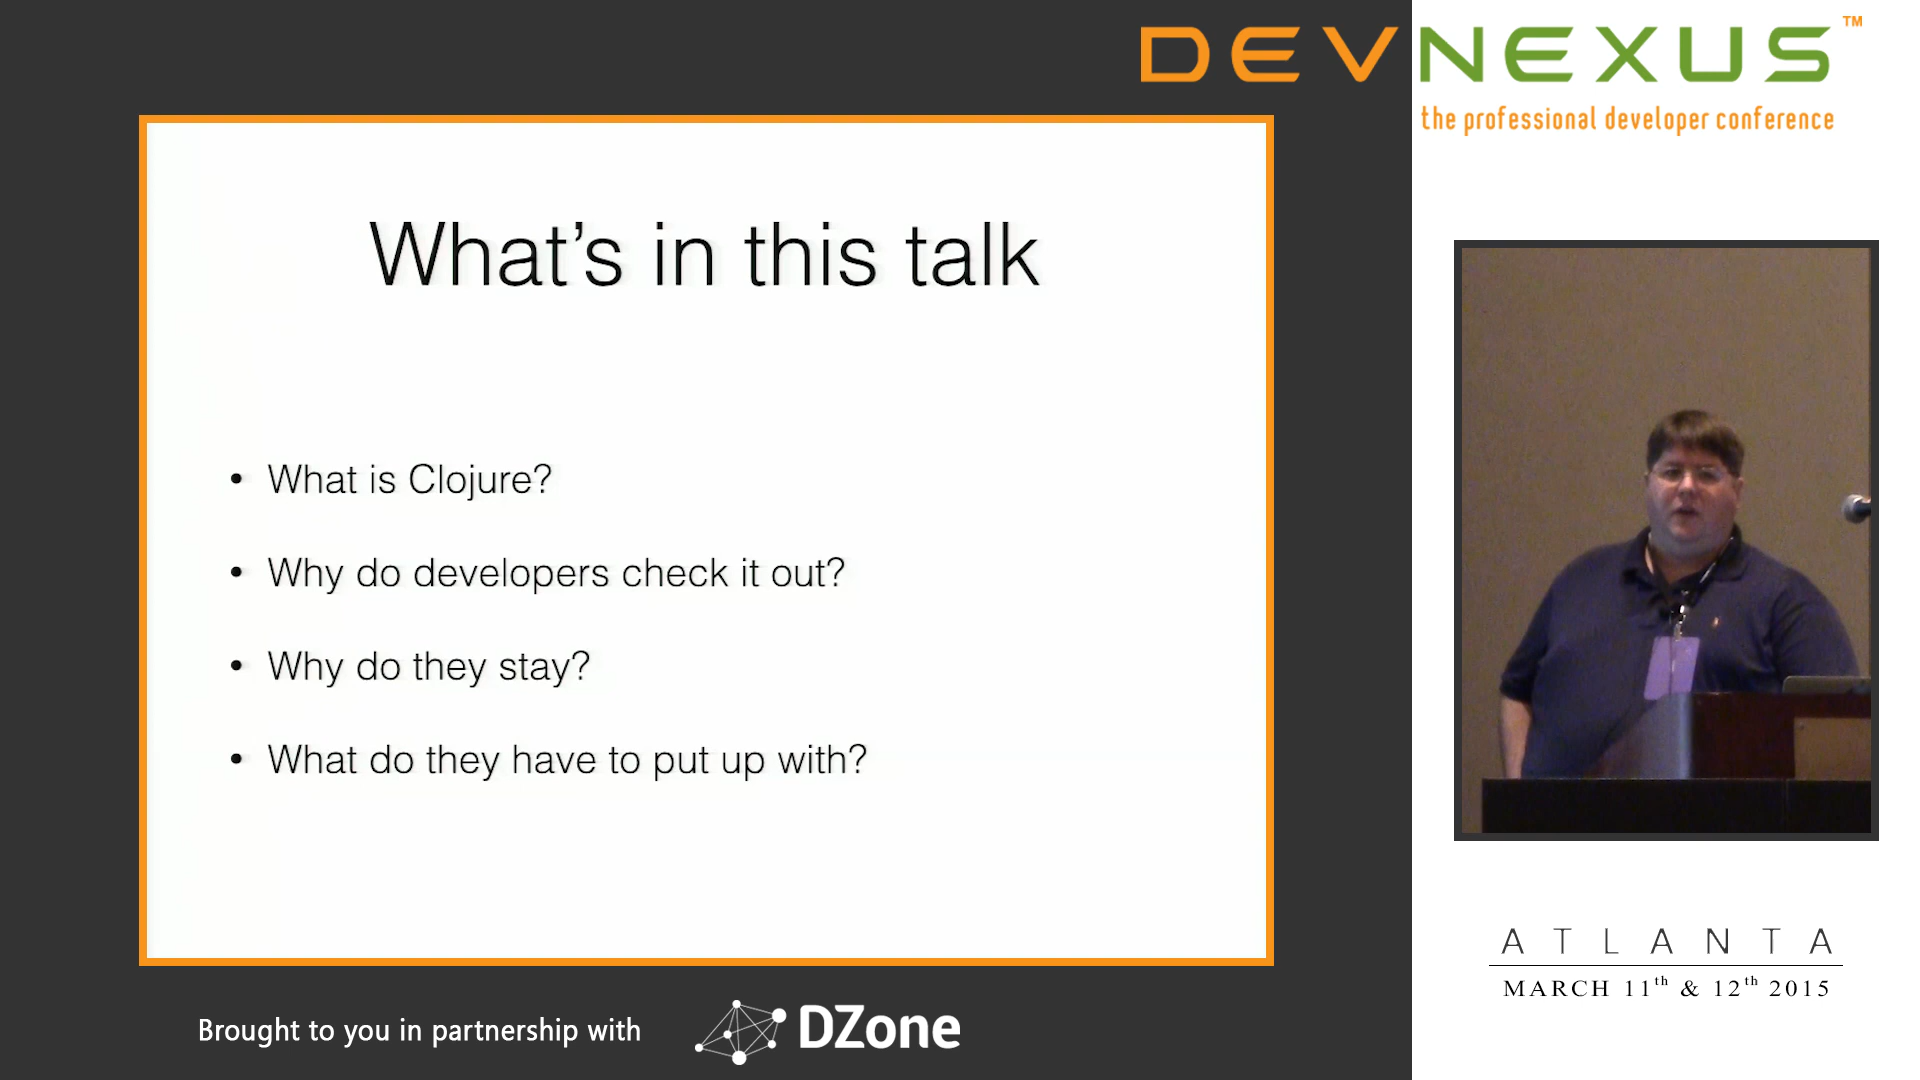 DEVNEXUS™
the professional developer conference
What's in this talk
• What is Clojure?
• Why do developers check it out?
• Why do they stay?
• What do they have to put up with?
ATLANTA
MARCH 11th & 12th 2015
Brought to you in partnership with DZone